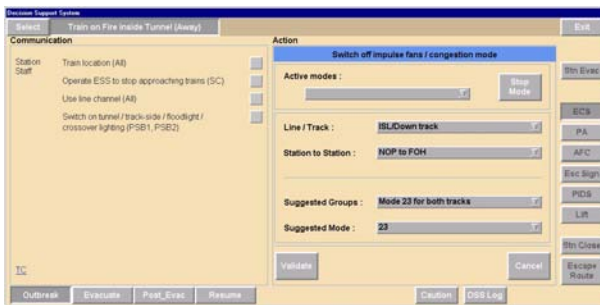 Decision Support System
Select
Train on Fire Inside Tunnel (Away)
Exit
Communication
Station Staff
Train location (All)
Operate ESS to stop approaching trains (SC)
Use line channel (All)
Switch on tunnel / track-side / floodlight /
crossover lighting (PSB1, PSB2)
TC
Action
Switch off impulse fans / congestion mode
Active modes :
Stop Mode
Line / Track : ISL/Down track
Station to Station : NOP to FOH
Suggested Groups : Mode 23 for both tracks
Suggested Mode : 23
Validate
Cancel
Stn Evac
ECS
PA
AFC
Esc Sign
PIDS
Lift
Stn Close
Escape Route
Outbreak
Evacuate
Post_Evac
Resume
Caution
DSS Log